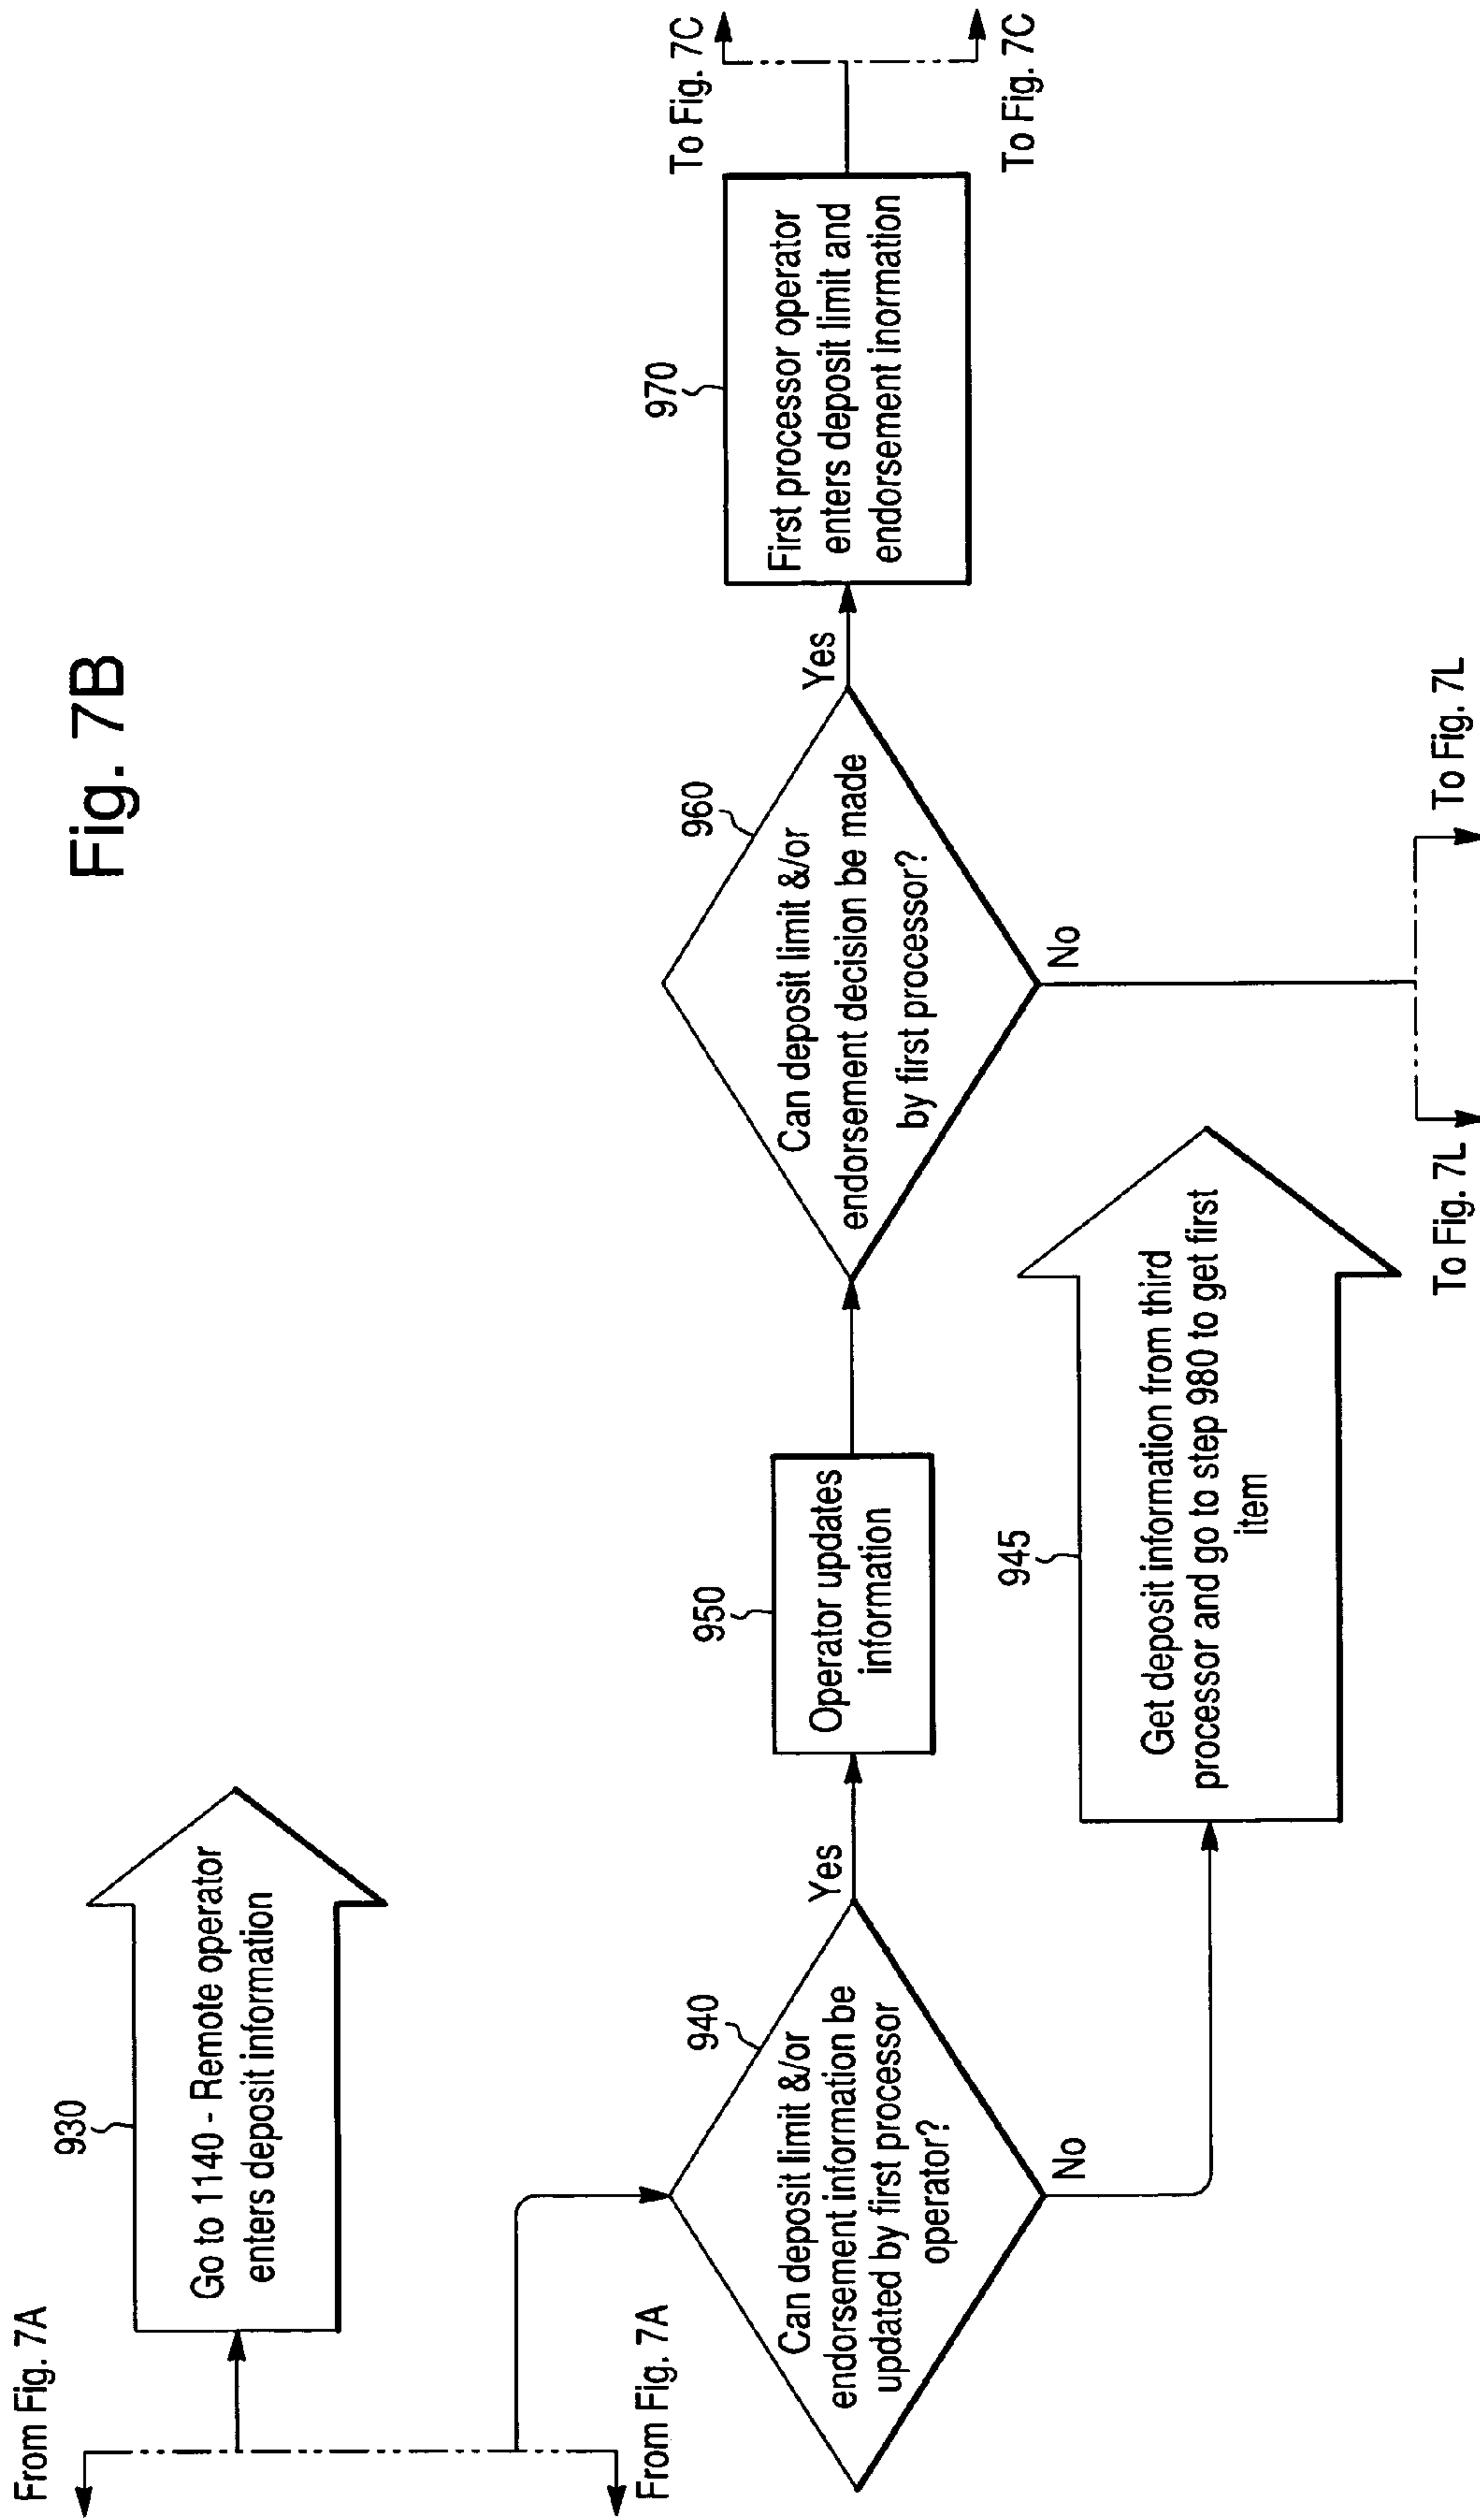 Fig. 7B
From Fig. 7A
930
Go to 1140 - Remote operator
enters deposit information
From Fig. 7A
940
Can deposit limit &/or
endorsement information be
updated by first processor
operator?
Yes
No
950
Operator updates
information
945
Get deposit information from third
processor and go to step 980 to get first
item
960
Can deposit limit &/or
endorsement decision be made
by first processor?
Yes
No
To Fig. 7L
To Fig. 7L
970
First processor operator
enters deposit limit and
endorsement inormation
To Fig. 7C
To Fig. 7C